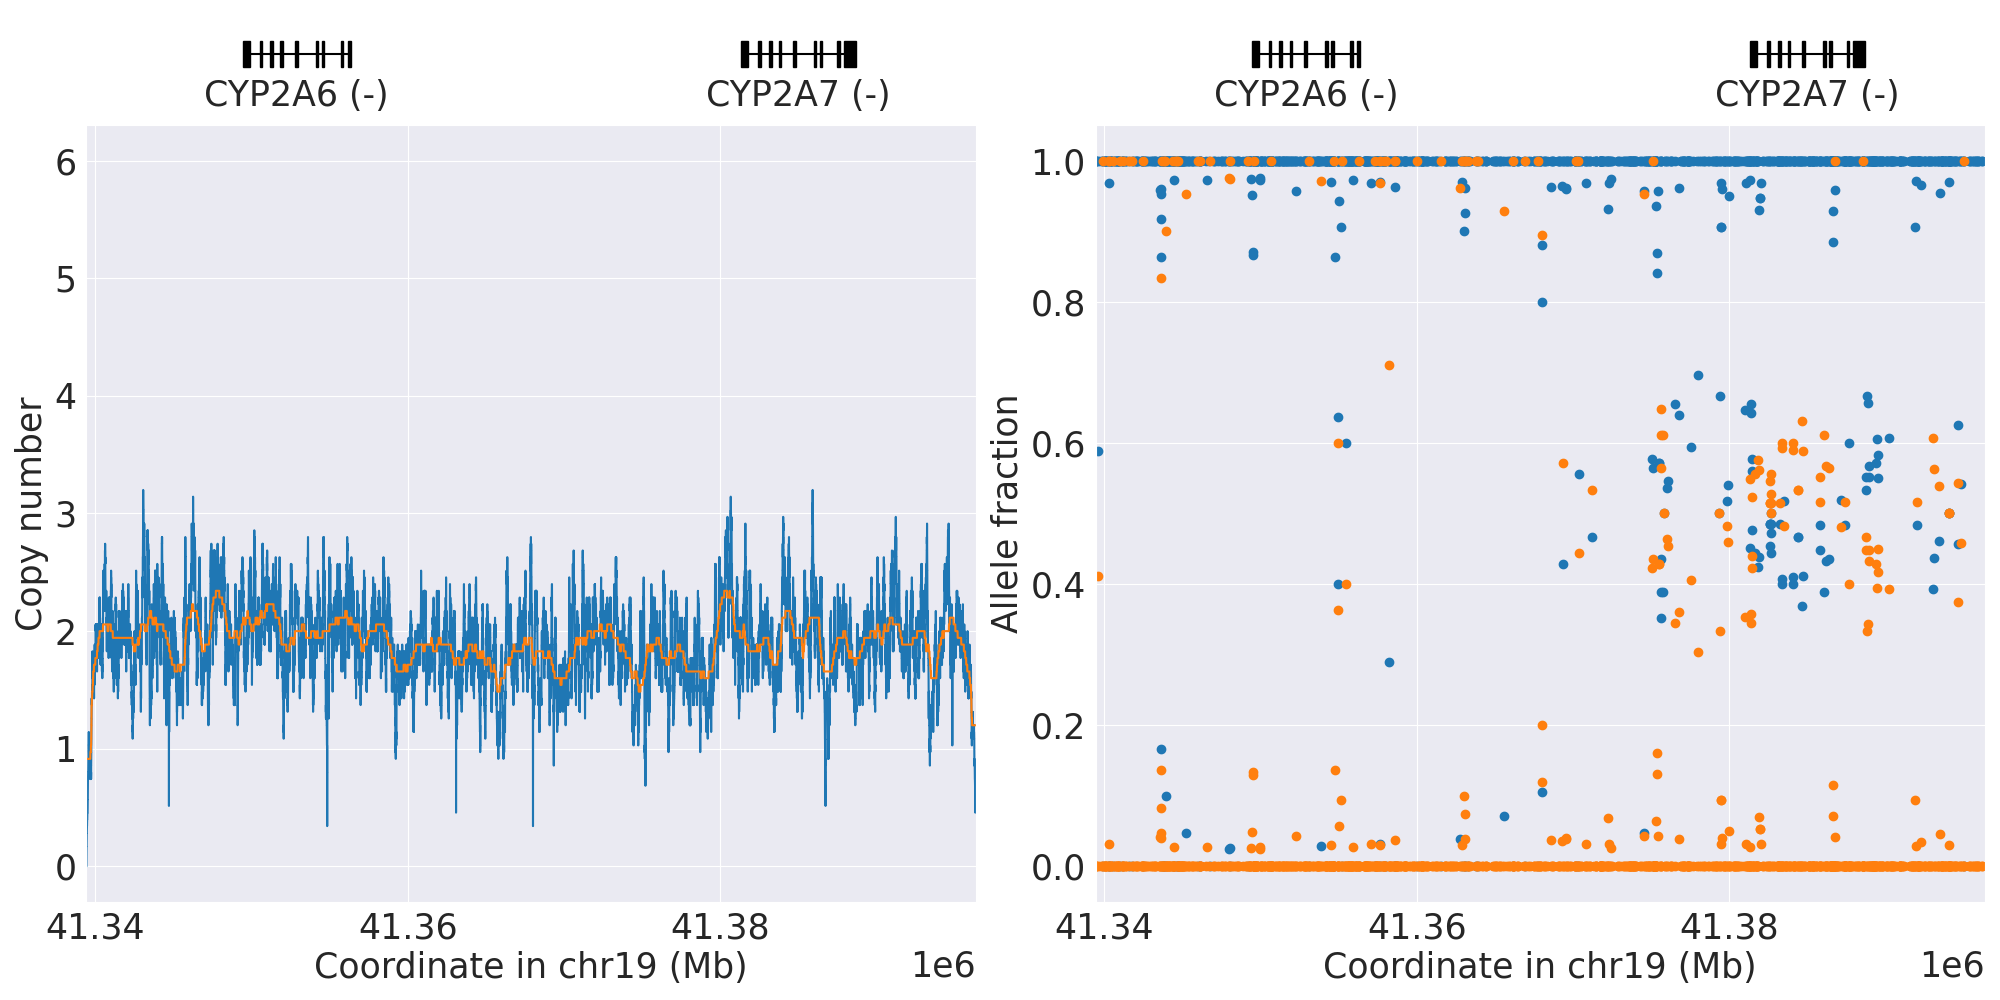 CYP2A6 (-)
CYP2A7 (-)
Copy number
6
5
4
3
2
1
0
41.34
41.36
41.38
Coordinate in chr19 (Mb)
1e6
CYP2A6 (-)
CYP2A7 (-)
Allele fraction
1.0
0.8
0.6
0.4
0.2
0.0
41.34
41.36
41.38
Coordinate in chr19 (Mb)
1e6